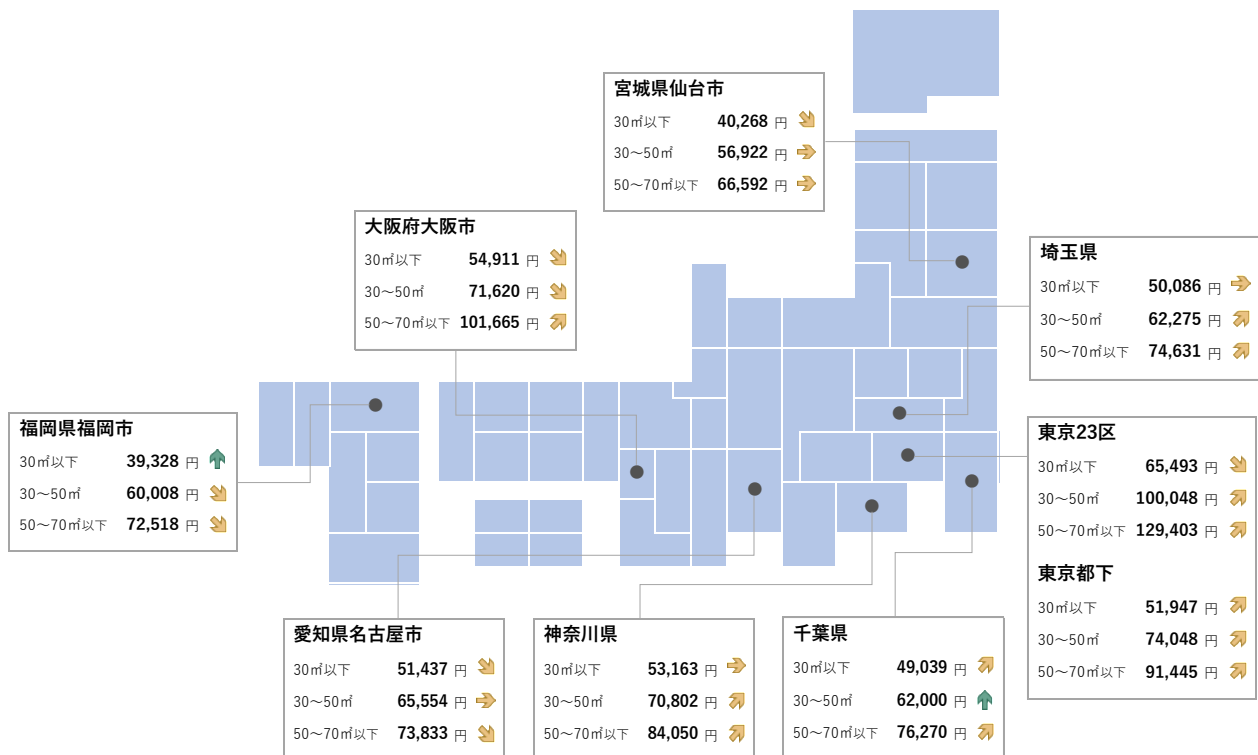 宮城県仙台市
30㎡以下 40,268 円
30～50㎡ 56,922 円
50～70㎡以下 66,592 円
大阪府大阪市
30㎡以下 54,911 円
30～50㎡ 71,620 円
50～70㎡以下 101,665 円
埼玉県
30㎡以下 50,086 円
30～50㎡ 62,275 円
50～70㎡以下 74,631 円
福岡県福岡市
30㎡以下 39,328 円
30～50㎡ 60,008 円
50～70㎡以下 72,518 円
東京23区
30㎡以下 65,493 円
30～50㎡ 100,048 円
50～70㎡以下 129,403 円
東京都下
30㎡以下 51,947 円
30～50㎡ 74,048 円
50～70㎡以下 91,445 円
愛知県名古屋市
30㎡以下 51,437 円
30～50㎡ 65,554 円
50～70㎡以下 73,833 円
神奈川県
30㎡以下 53,163 円
30～50㎡ 70,802 円
50～70㎡以下 84,050 円
千葉県
30㎡以下 49,039 円
30～50㎡ 62,000 円
50～70㎡以下 76,270 円